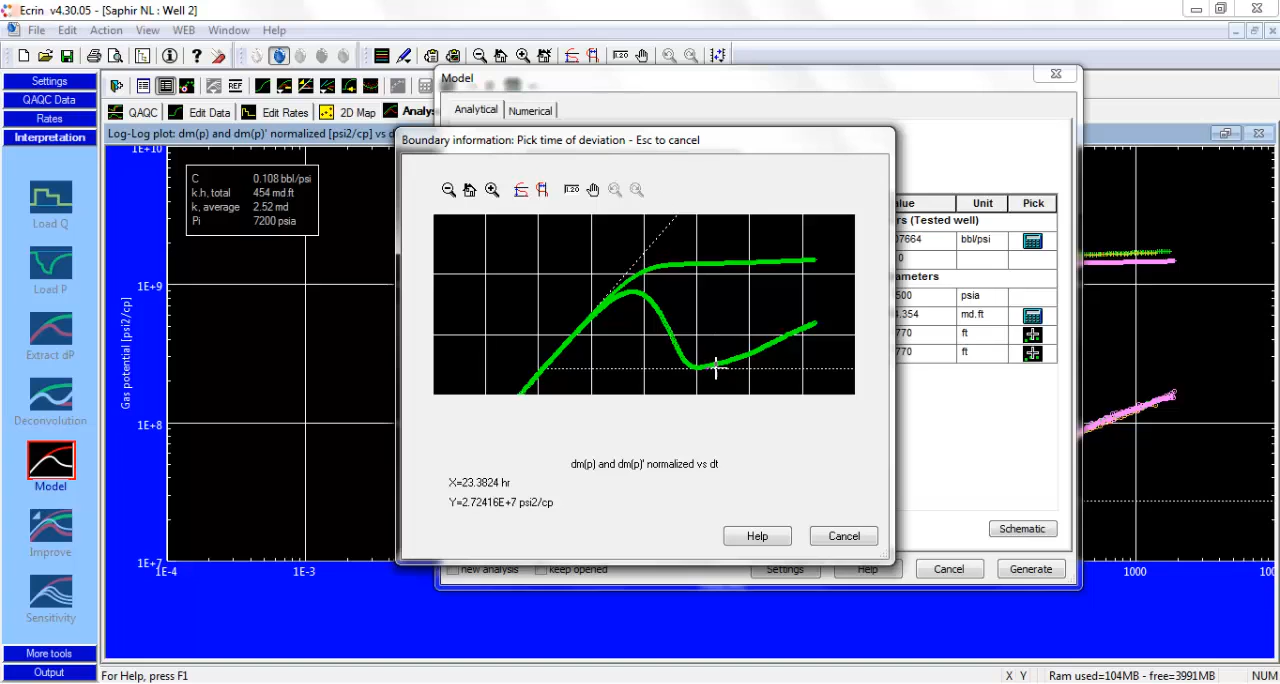 Ecrin v4.30.05 - [Saphir NL : Well 2]
File Edit Action View WEB Window Help
Settings
QAQC Data
Rates
Interpretation
Load Q
Load P
Extract dP
Deconvolution
Model
Improve
Sensitivity
More tools
Output
REF
QAQC Edit Data Edit Rates 2D Map
Log-Log plot: dm(p) and dm(p)' normalized [psi2/cp] vs
C 0.108 bbl/psi
k.h, total 454 md.ft
k, average 2.52 md
Pi 7200 psia
Gas potential [psi2/cp]
1E+10
1E+9
1E+8
1E+7
1E-4 1E-3 1000
Model
Analytical Numerical
Unit Pick
(Tested well)
bbl/psi
0
psia
md.ft
770 ft
770 ft
Schematic
new analysis keep opened Settings Help Cancel Generate
Boundary information: Pick time of deviation - Esc to cancel
dm(p) and dm(p)' normalized vs dt
X=23.3824 hr
Y=2.72416E+7 psi2/cp
Help Cancel
For Help, press F1
X Y Ram used=104MB - free=3991MB NUM